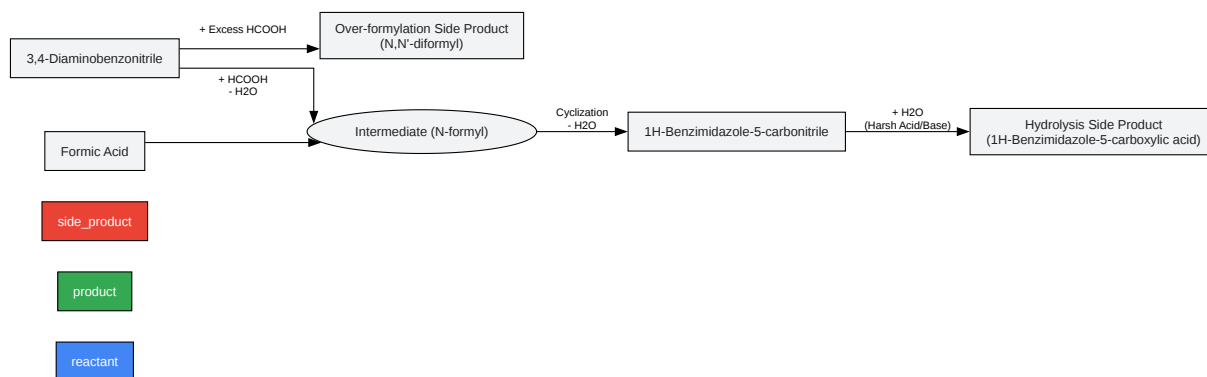 + Excess HCOOH
Over-formylation Side Product
(N,N'-diformyl)
3,4-Diaminobenzonitrile
+ HCOOH
- H2O
Intermediate (N-formyl)
Cyclization
- H2O
1H-Benzimidazole-5-carbonitrile
+ H2O
(Harsh Acid/Base)
Hydrolysis Side Product
(1H-Benzimidazole-5-carboxylic acid)
Formic Acid
side_product
product
reactant